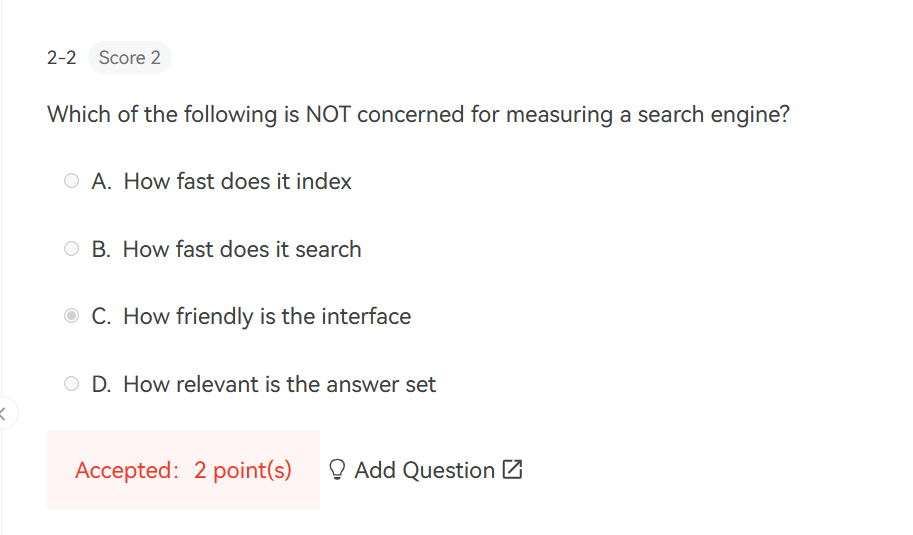 2-2 Score 2
Which of the following is NOT concerned for measuring a search engine?
A. How fast does it index
B. How fast does it search
C. How friendly is the interface
D. How relevant is the answer set
Accepted: 2 point(s) Add Question